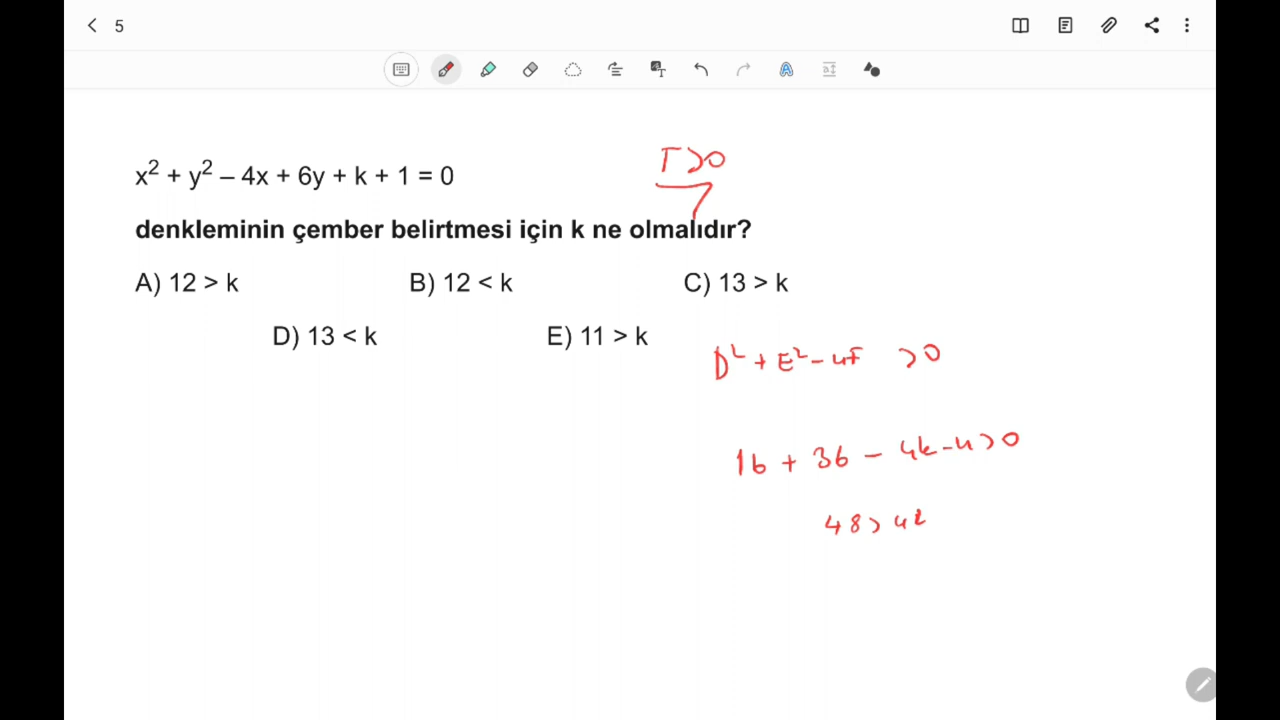 5
x² + y² – 4x + 6y + k + 1 = 0
r > 0
denkleminin çember belirtmesi için k ne olmalıdır?
A) 12 > k B) 12 < k C) 13 > k
D) 13 < k E) 11 > k
D² + E² - 4F > 0
16 + 36 - 4k - 4 > 0
48 > 4k